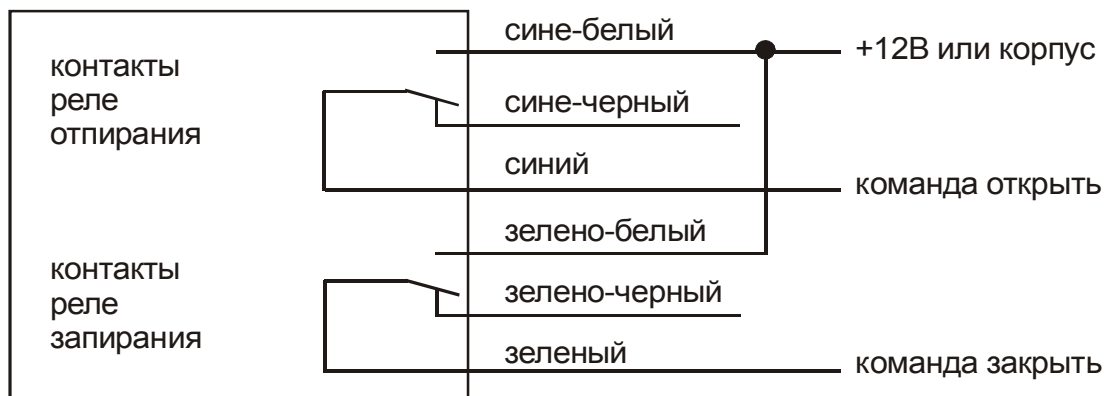 сине-белый
+12В или корпус
контакты
реле
отпирания
сине-черный
синий
команда открыть
зелено-белый
контакты
реле
запирания
зелено-черный
зеленый
команда закрыть